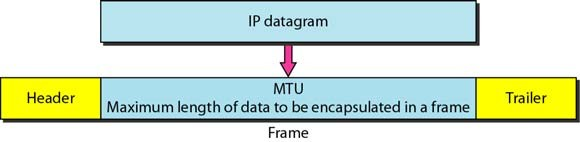 IP datagram
Header
MTU
Maximum length of data to be encapsulated in a frame
Trailer
Frame